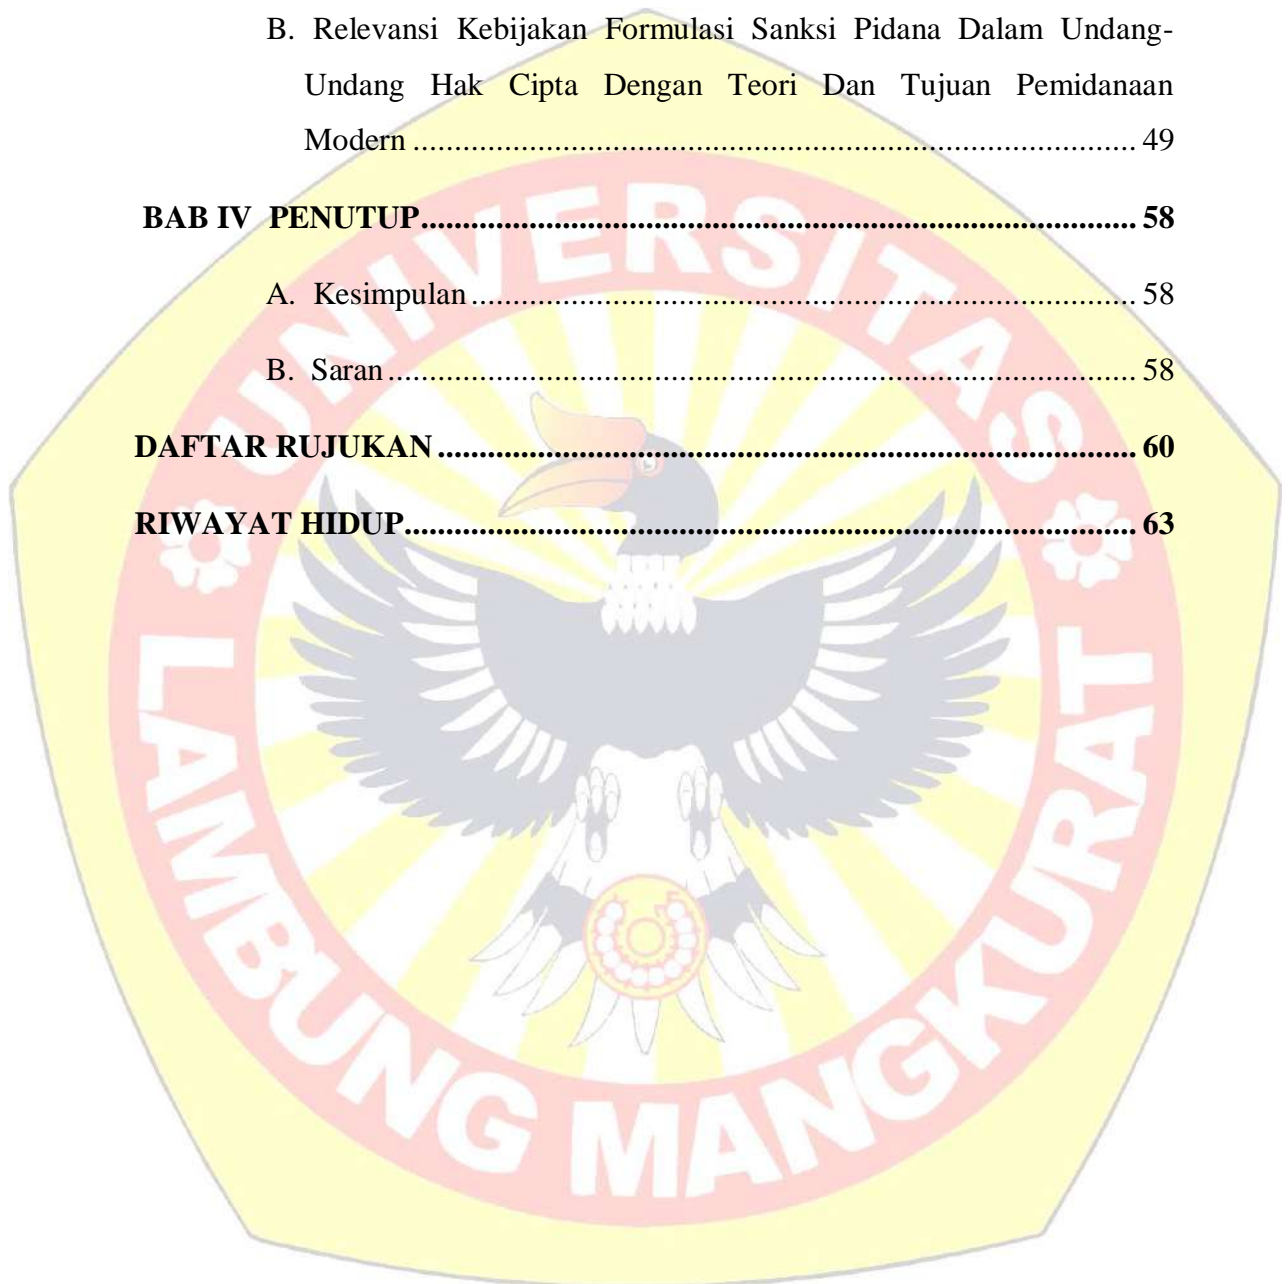 B. Relevansi Kebijakan Formulasi Sanksi Pidana Dalam Undang-
Undang Hak Cipta Dengan Teori Dan Tujuan Pemidanaan
Modern ........................................................................... 49
BAB IV PENUTUP........................................................................... 58
A. Kesimpulan ........................................................................... 58
B. Saran ........................................................................... 58
DAFTAR RUJUKAN ........................................................................... 60
RIWAYAT HIDUP........................................................................... 63
UNIVERSITAS
LAMBUNG MANGKURAT